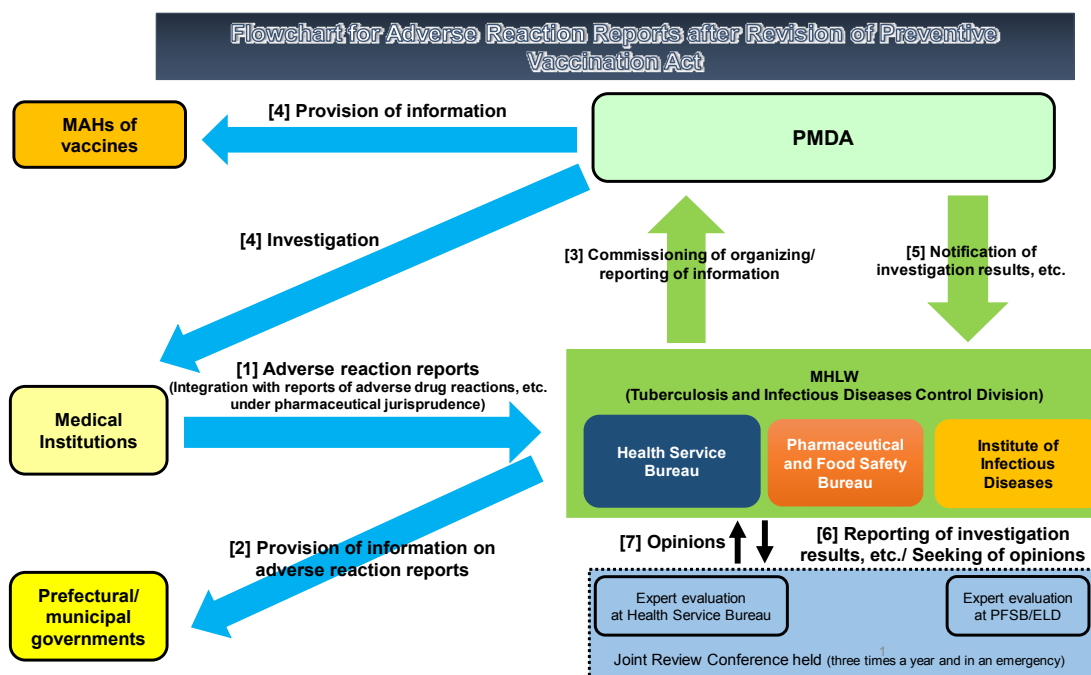 Flowchart for Adverse Reaction Reports after Revision of Preventive
Vaccination Act
MAHs of
vaccines
[4] Provision of information
PMDA
[4] Investigation
[3] Commissioning of organizing/
reporting of information
[5] Notification of
investigation results, etc.
[1] Adverse reaction reports
(Integration with reports of adverse drug reactions, etc.
under pharmaceutical jurisprudence)
Medical
Institutions
MHLW
(Tuberculosis and Infectious Diseases Control Division)
Health Service
Bureau
Pharmaceutical
and Food Safety
Bureau
Institute of
Infectious
Diseases
[2] Provision of information on
adverse reaction reports
[7] Opinions
[6] Reporting of investigation
results, etc./ Seeking of opinions
Prefectural/
municipal
governments
Expert evaluation
at Health Service Bureau
Expert evaluation
at PFSB/ELD
1
Joint Review Conference held (three times a year and in an emergency)